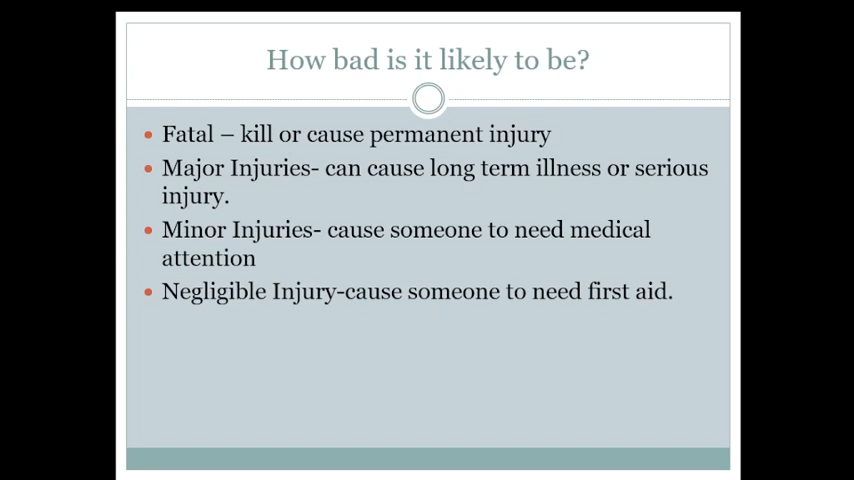 How bad is it likely to be?
Fatal – kill or cause permanent injury
Major Injuries- can cause long term illness or serious
injury.
Minor Injuries- cause someone to need medical
attention
Negligible Injury-cause someone to need first aid.